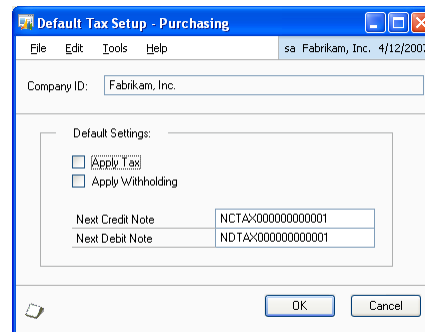 Default Tax Setup - Purchasing
File Edit Tools Help sa Fabrikam, Inc. 4/12/2007
Company ID: Fabrikam, Inc.
Default Settings:
Apply Tax
Apply Withholding
Next Credit Note NCTAX000000000001
Next Debit Note NDTAX000000000001
OK Cancel